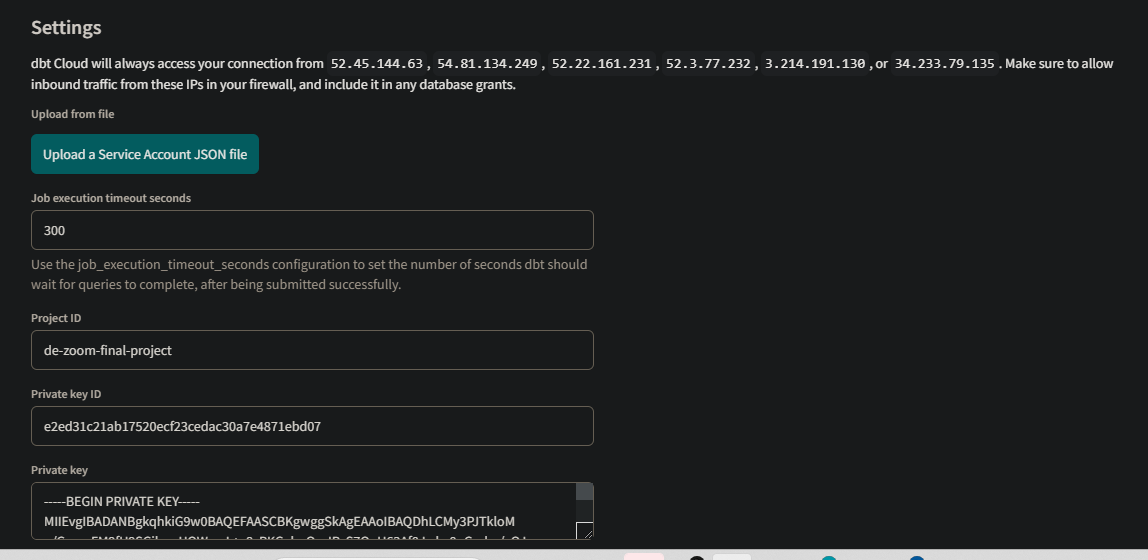 Settings
dbt Cloud will always access your connection from 52.45.144.63 , 54.81.134.249 , 52.22.161.231 , 52.3.77.232 , 3.214.191.130 , or 34.233.79.135 . Make sure to allow
inbound traffic from these IPs in your firewall, and include it in any database grants.
Upload from file
Upload a Service Account JSON file
Job execution timeout seconds
300
Use the job_execution_timeout_seconds configuration to set the number of seconds dbt should
wait for queries to complete, after being submitted successfully.
Project ID
de-zoom-final-project
Private key ID
e2ed31c21ab17520ecf23cedac30a7e4871ebd07
Private key
-----BEGIN PRIVATE KEY-----
MIIEvgIBADANBgkqhkiG9w0BAQEFAASCBKgwggSkAgEAAoIBAQDhLCMy3PJTkloM